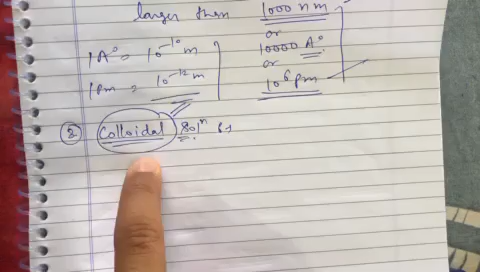 larger than 1000 nm
or
1A° = 10⁻¹⁰ m
10000 A°
or
1pm = 10⁻¹² m
10⁶ pm
② Colloidal solⁿ